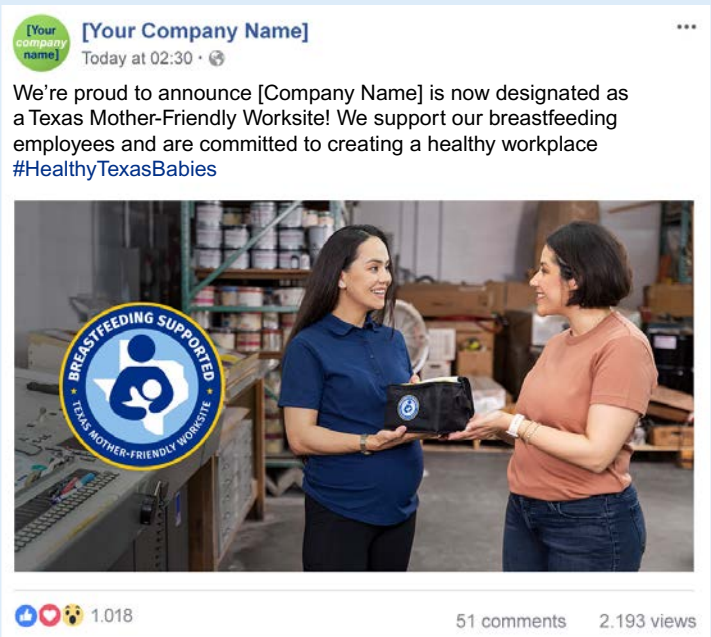 [Your
company
name]
[Your Company Name]
Today at 02:30 ·
We're proud to announce [Company Name] is now designated as
a Texas Mother-Friendly Worksite! We support our breastfeeding
employees and are committed to creating a healthy workplace
#HealthyTexasBabies
BREASTFEEDING SUPPORTED
TEXAS MOTHER-FRIENDLY WORKSITE
1.018
51 comments
2.193 views